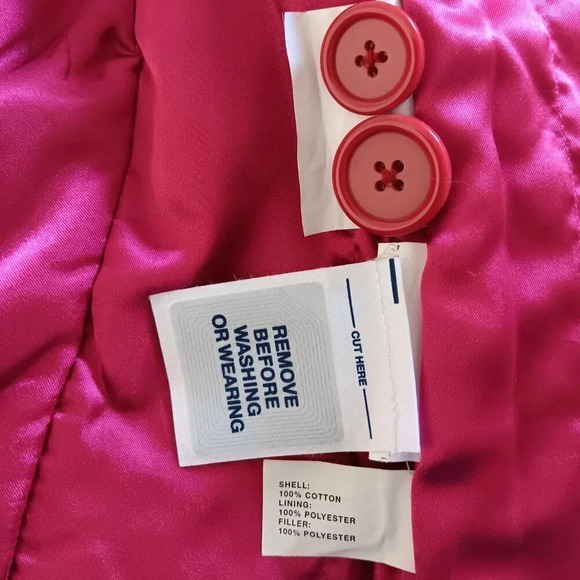 REMOVE
BEFORE
WASHING
OR WEARING
CUT HERE
SHELL:
100% COTTON
LINING:
100% POLYESTER
FILLER:
100% POLYESTER